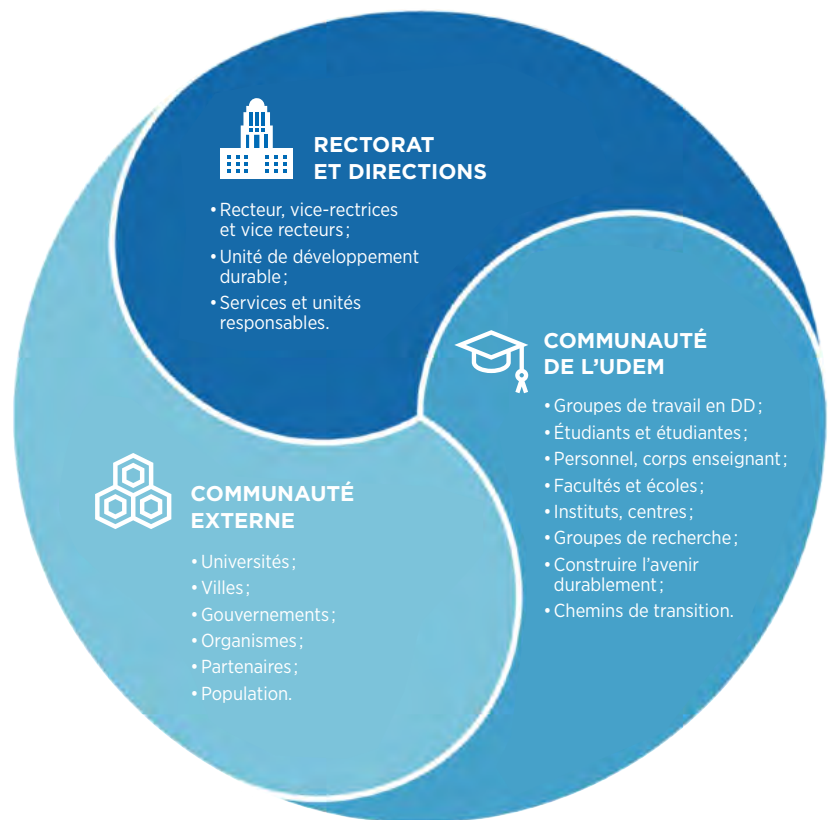 RECTORAT
ET DIRECTIONS
• Recteur, vice-rectrices
et vice recteurs;
• Unité de développement
durable;
• Services et unités
responsables.
COMMUNAUTÉ
DE L'UDEM
• Groupes de travail en DD;
• Étudiants et étudiantes;
• Personnel, corps enseignant;
• Facultés et écoles;
• Instituts, centres;
• Groupes de recherche;
• Construire l'avenir
durablement;
• Chemins de transition.
COMMUNAUTÉ
EXTERNE
• Universités;
• Villes;
• Gouvernements;
• Organismes;
• Partenaires;
• Population.